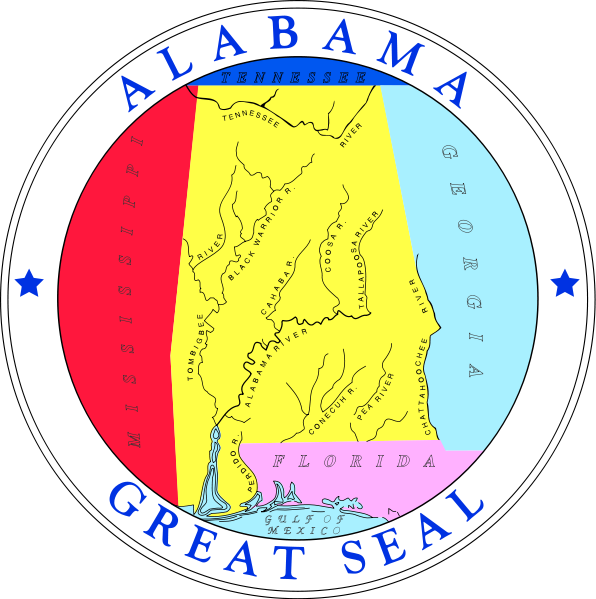 ALABAMA
TENNESSEE
TENNESSEE RIVER
MISSISSIPPI
GEORGIA
BLACK WARRIOR R.
TOMBIGBEE RIVER
CAHABA R.
COOSA R.
TALLAPOOSA RIVER
ALABAMA RIVER
CHATTAHOOCHEE RIVER
CONECUH R.
PEA RIVER
PERDIDO R.
FLORIDA
GULF OF
MEXICO
GREAT SEAL